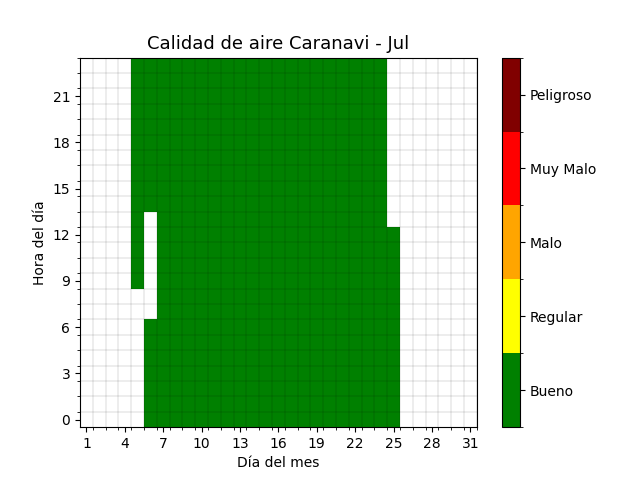 Calidad de aire Caranavi - Jul
21
18
15
12
9
6
3
0
Hora del día
1 4 7 10 13 16 19 22 25 28 31
Día del mes
Peligroso
Muy Malo
Malo
Regular
Bueno